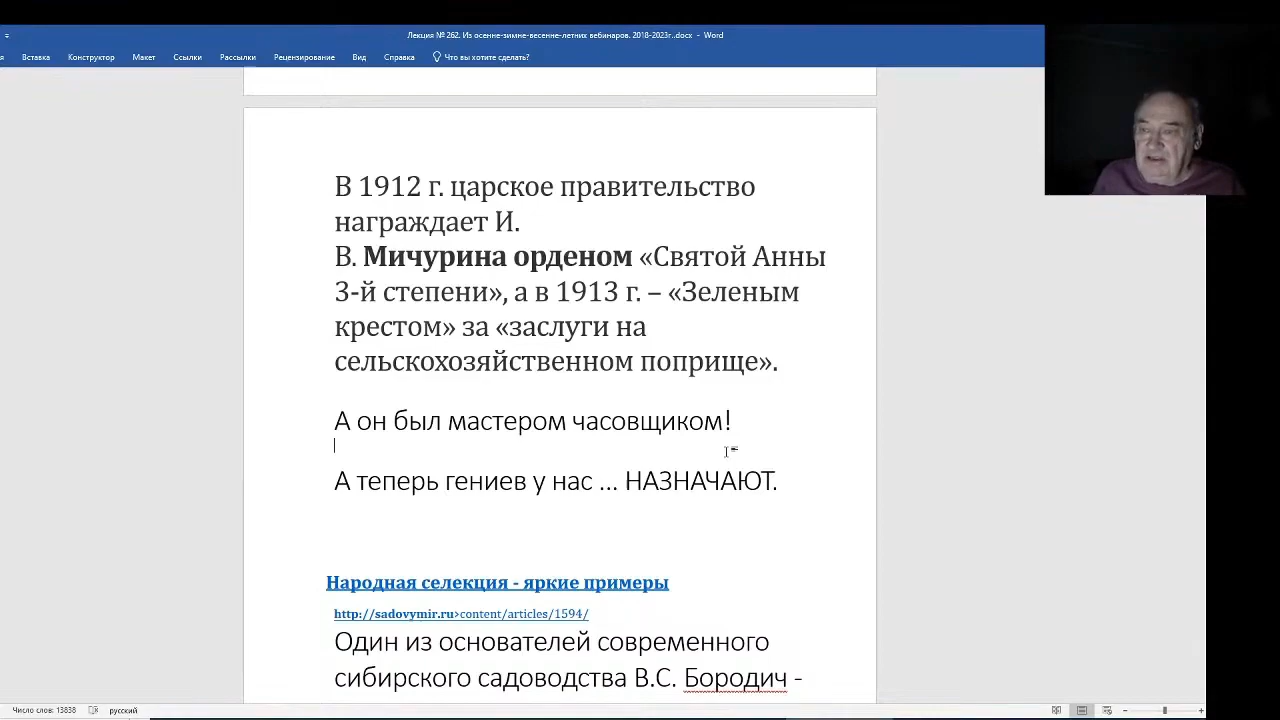 Лекция № 262. Из осенне-зимне-весенне-летних вебинаров. 2018-2023г..docx - Word
Вставка Конструктор Макет Ссылки Рассылки Рецензирование Вид Справка Что вы хотите сделать?
В 1912 г. царское правительство
награждает И.
В. Мичурина орденом «Святой Анны
3-й степени», а в 1913 г. – «Зеленым
крестом» за «заслуги на
сельскохозяйственном поприще».
А он был мастером часовщиком!
А теперь гениев у нас ... НАЗНАЧАЮТ.
Народная селекция - яркие примеры
http://sadovymir.ru>content/articles/1594/
Один из основателей современного
сибирского садоводства В.С. Бородич -
Число слов: 13838 русский